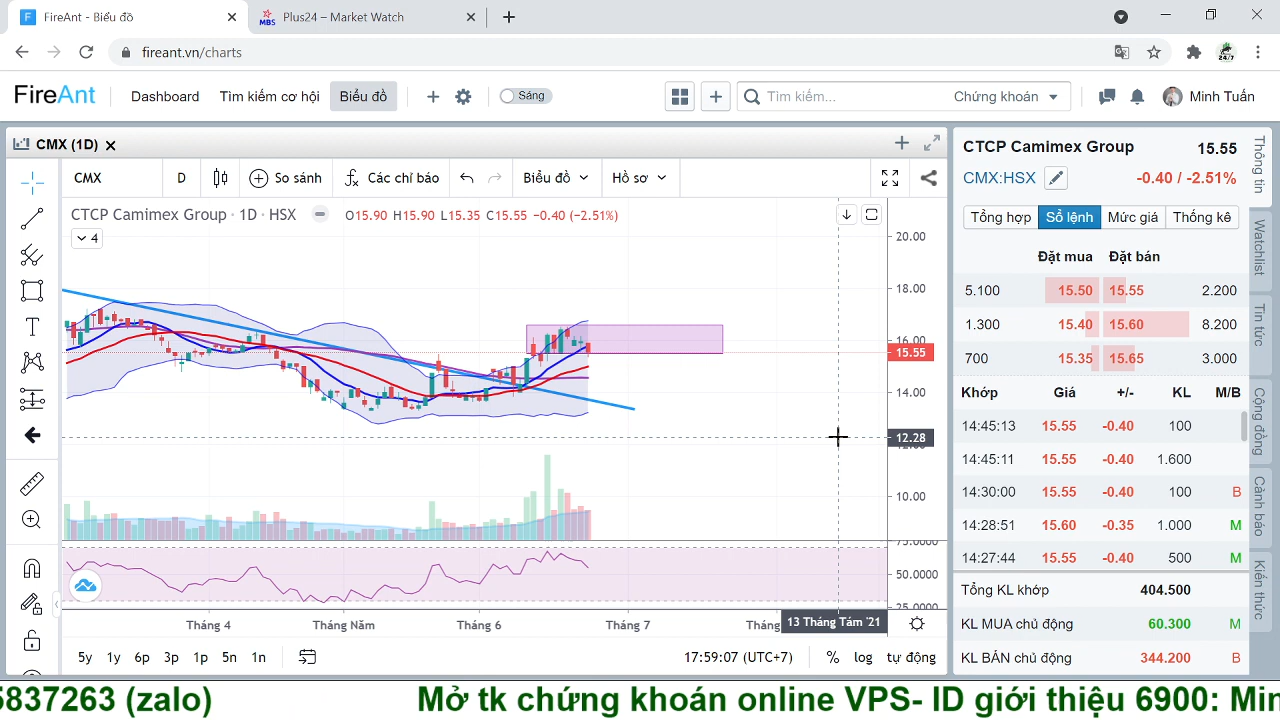 FireAnt - Biểu đồ
MBS Plus24 – Market Watch
fireant.vn/charts
24/7
FireAnt Dashboard Tìm kiếm cơ hội Biểu đồ Sáng Tìm kiếm... Chứng khoán Minh Tuấn
CMX (1D)
CMX D So sánh Các chỉ báo Biểu đồ Hồ sơ
CTCP Camimex Group · 1D · HSX O15.90 H15.90 L15.35 C15.55 −0.40 (−2.51%)
4
20.00
18.00
16.00
15.55
14.00
12.28
10.00
75.0000
50.0000
25.0000
Tháng 4 Tháng Năm Tháng 6 Tháng 7 13 Tháng Tám '21
5y 1y 6p 3p 1p 5n 1n 17:59:07 (UTC+7) % log tự động
CTCP Camimex Group 15.55
CMX:HSX -0.40 / -2.51%
Tổng hợp Sổ lệnh Mức giá Thống kê
Đặt mua Đặt bán
5.100 15.50 15.55 2.200
1.300 15.40 15.60 8.200
700 15.35 15.65 3.000
Khớp Giá +/- KL M/B
14:45:13 15.55 -0.40 100
14:45:11 15.55 -0.40 1.600
14:30:00 15.55 -0.40 100 B
14:28:51 15.60 -0.35 1.000 M
14:27:44 15.55 -0.40 500 M
Tổng KL khớp 404.500
KL MUA chủ động 60.300 M
KL BÁN chủ động 344.200 B
Thông tin
Watchlist
Tin tức
Cộng đồng
Cảnh báo
Kiến thức
5837263 (zalo) Mở tk chứng khoán online VPS- ID giới thiệu 6900: Min